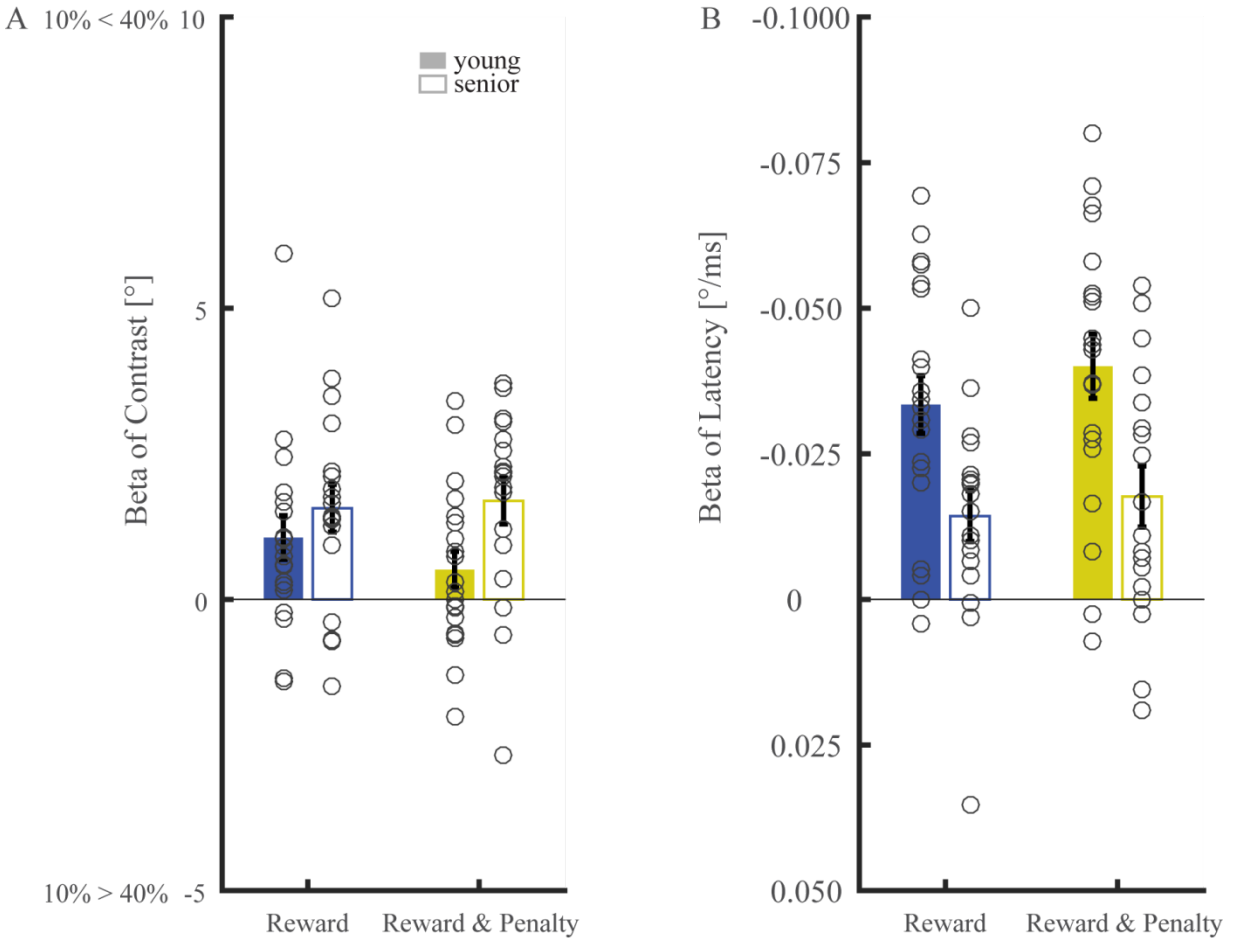 A
10% < 40% 10
young
senior
Beta of Contrast [°]
5
0
10% > 40% -5
Reward
Reward & Penalty
B
-0.1000
-0.075
-0.050
Beta of Latency [°/ms]
-0.025
0
0.025
0.050
Reward
Reward & Penalty